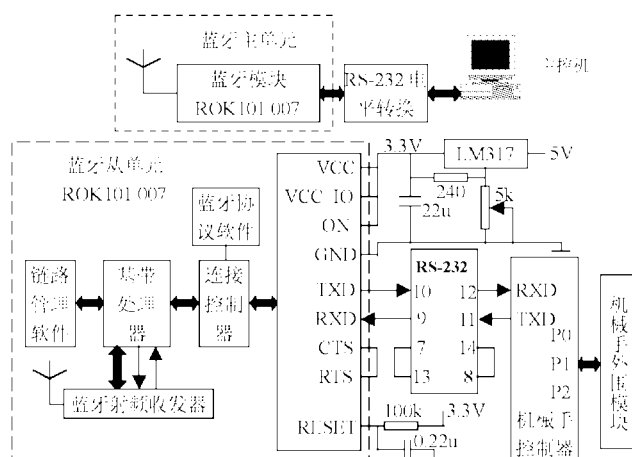 蓝牙主单元
蓝牙模块
ROK101 007
RS-232 电
平转换
主控机
蓝牙从单元
ROK101 007
蓝牙协
议软件
链路
管理
软件
基带
处理
器
连接
控制
器
蓝牙射频收发器
VCC
VCC IO
ON
GND
TXD
RXD
CTS
RTS
RESET
3.3V
LM317
5V
240
5k
22u
RS-232
10
12
9
11
7
14
13
8
RXD
TXD
P0
P1
P2
机械手
控制器
机械手外围模块
100k
3.3V
0.22u